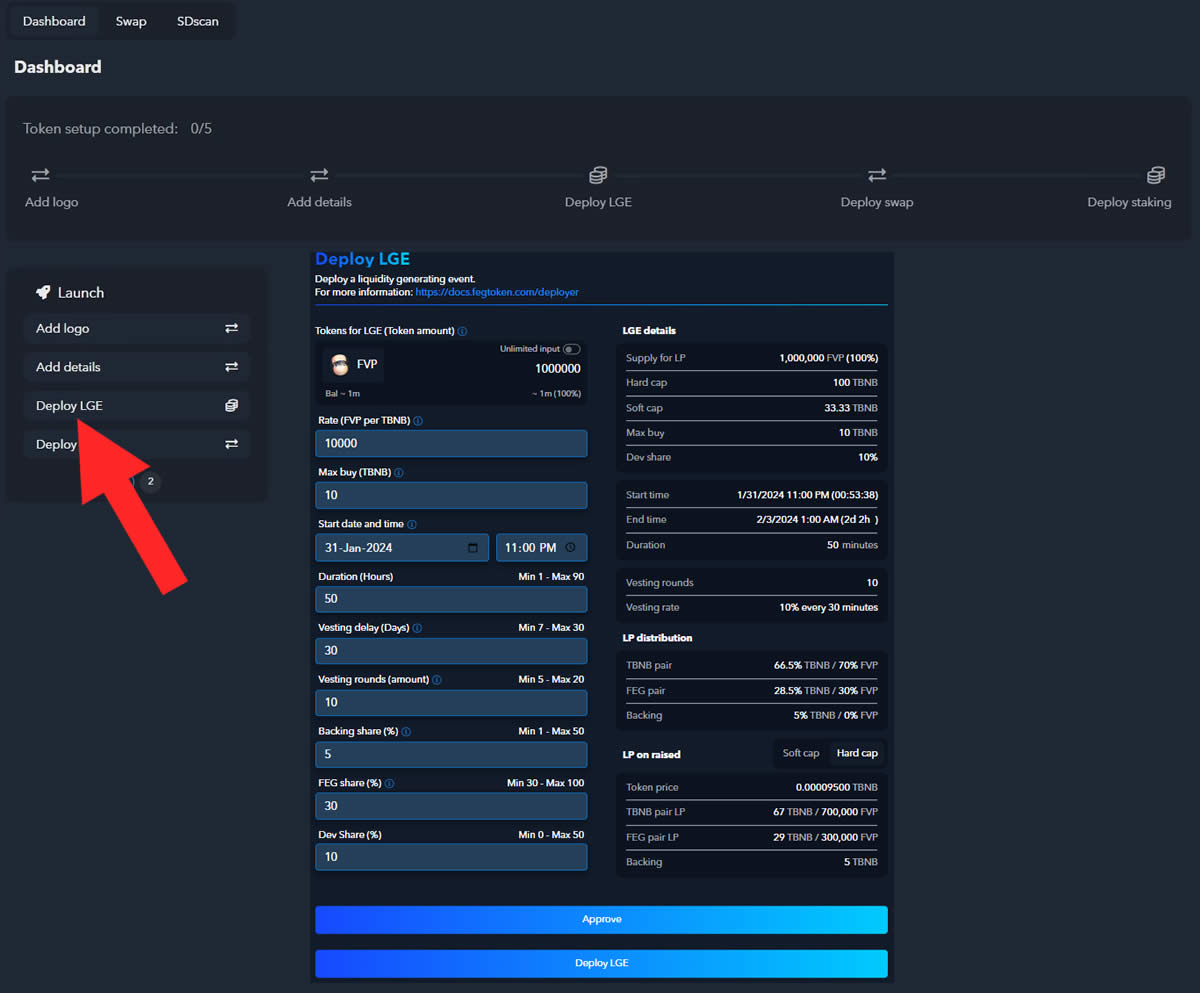 Dashboard Swap SDscan
Dashboard
Token setup completed: 0/5
Add logo Add details Deploy LGE Deploy swap Deploy staking
Launch
Add logo
Add details
Deploy LGE
Deploy
2
Deploy LGE
Deploy a liquidity generating event.
For more information: https://docs.fegtoken.com/deployer
Tokens for LGE (Token amount)
Unlimited input
FVP 1000000
Bal ~ 1m ~ 1m (100%)
Rate (FVP per TBNB)
10000
Max buy (TBNB)
10
Start date and time
31-Jan-2024 11:00 PM
Duration (Hours) Min 1 - Max 90
50
Vesting delay (Days) Min 7 - Max 30
30
Vesting rounds (amount) Min 5 - Max 20
10
Backing share (%) Min 1 - Max 50
5
FEG share (%) Min 30 - Max 100
30
Dev Share (%) Min 0 - Max 50
10
LGE details
Supply for LP 1,000,000 FVP (100%)
Hard cap 100 TBNB
Soft cap 33.33 TBNB
Max buy 10 TBNB
Dev share 10%
Start time 1/31/2024 11:00 PM (00:53:38)
End time 2/3/2024 1:00 AM (2d 2h )
Duration 50 minutes
Vesting rounds 10
Vesting rate 10% every 30 minutes
LP distribution
TBNB pair 66.5% TBNB / 70% FVP
FEG pair 28.5% TBNB / 30% FVP
Backing 5% TBNB / 0% FVP
LP on raised Soft cap Hard cap
Token price 0.00009500 TBNB
TBNB pair LP 67 TBNB / 700,000 FVP
FEG pair LP 29 TBNB / 300,000 FVP
Backing 5 TBNB
Approve
Deploy LGE